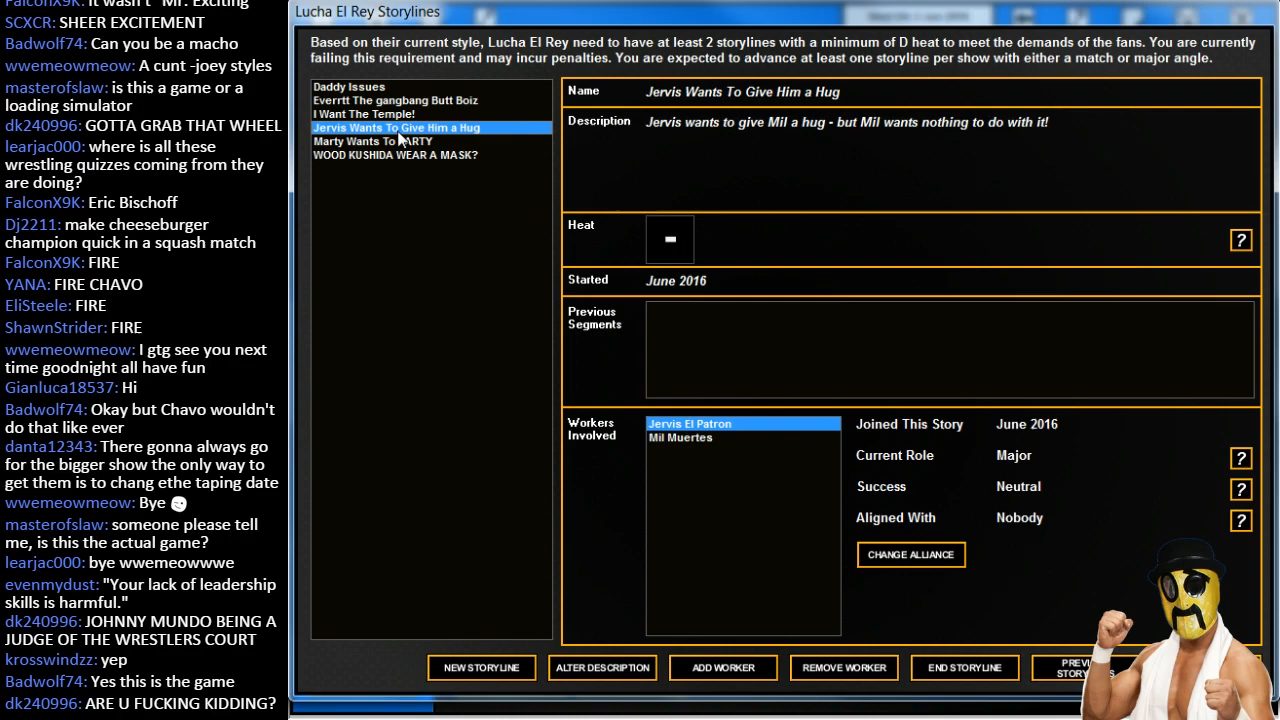 FalconX9K: It wasn't "Mr. Exciting"
SCXCR: SHEER EXCITEMENT
Badwolf74: Can you be a macho
wwemeowmeow: A cunt -joey styles
masterofslaw: is this a game or a
loading simulator
dk240996: GOTTA GRAB THAT WHEEL
learjac000: where is all these
wrestling quizzes coming from they
are doing?
FalconX9K: Eric Bischoff
Dj2211: make cheeseburger
champion quick in a squash match
FalconX9K: FIRE
YANA: FIRE CHAVO
EliSteele: FIRE
ShawnStrider: FIRE
wwemeowmeow: I gtg see you next
time goodnight all have fun
Gianluca18537: Hi
Badwolf74: Okay but Chavo wouldn't
do that like ever
danta12343: There gonna always go
for the bigger show the only way to
get them is to chang ethe taping date
wwemeowmeow: Bye
masterofslaw: someone please tell
me, is this the actual game?
learjac000: bye wwemeowwwe
evenmydust: "Your lack of leadership
skills is harmful."
dk240996: JOHNNY MUNDO BEING A
JUDGE OF THE WRESTLERS COURT
krosswindzz: yep
Badwolf74: Yes this is the game
dk240996: ARE U FUCKING KIDDING?
Lucha El Rey Storylines
Based on their current style, Lucha El Rey need to have at least 2 storylines with a minimum of D heat to meet the demands of the fans. You are currently
failing this requirement and may incur penalties. You are expected to advance at least one storyline per show with either a match or major angle.
Daddy Issues
Everrtt The gangbang Butt Boiz
I Want The Temple!
Jervis Wants To Give Him a Hug
Marty Wants To
WOOD KUSHIDA WEAR A MASK?
Name Jervis Wants To Give Him a Hug
Description Jervis wants to give Mil a hug - but Mil wants nothing to do with it!
Heat - ?
Started June 2016
Previous
Segments
Workers
Involved
Jervis El Patron
Mil Muertes
Joined This Story June 2016
Current Role Major ?
Success Neutral ?
Aligned With Nobody ?
CHANGE ALLIANCE
NEW STORYLINE ALTER DESCRIPTION ADD WORKER REMOVE WORKER END STORYLINE